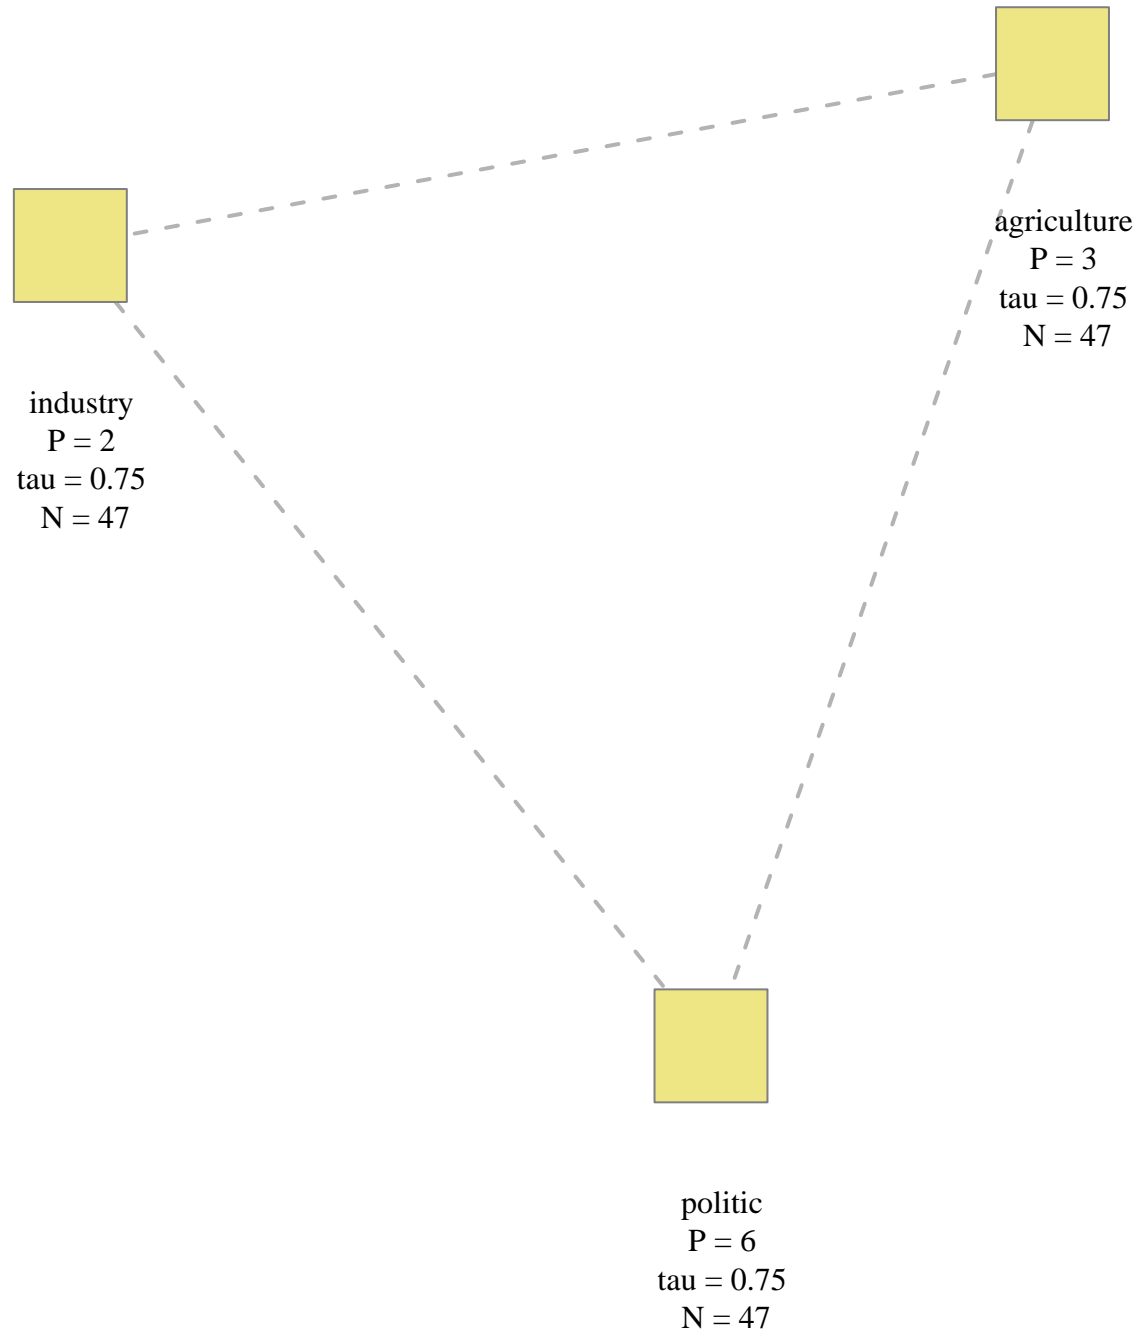 agriculture
P = 3
tau = 0.75
N = 47
industry
P = 2
tau = 0.75
N = 47
politic
P = 6
tau = 0.75
N = 47